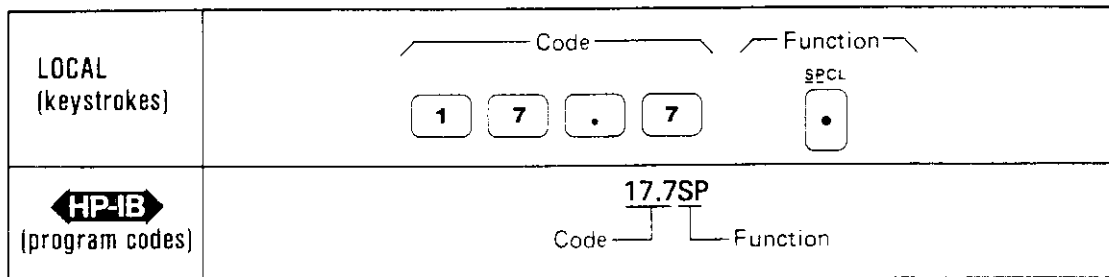 LOCAL
(keystrokes)
Code
Function
1 7 . 7
SPCL
HP-IB
(program codes)
17.7SP
Code
Function